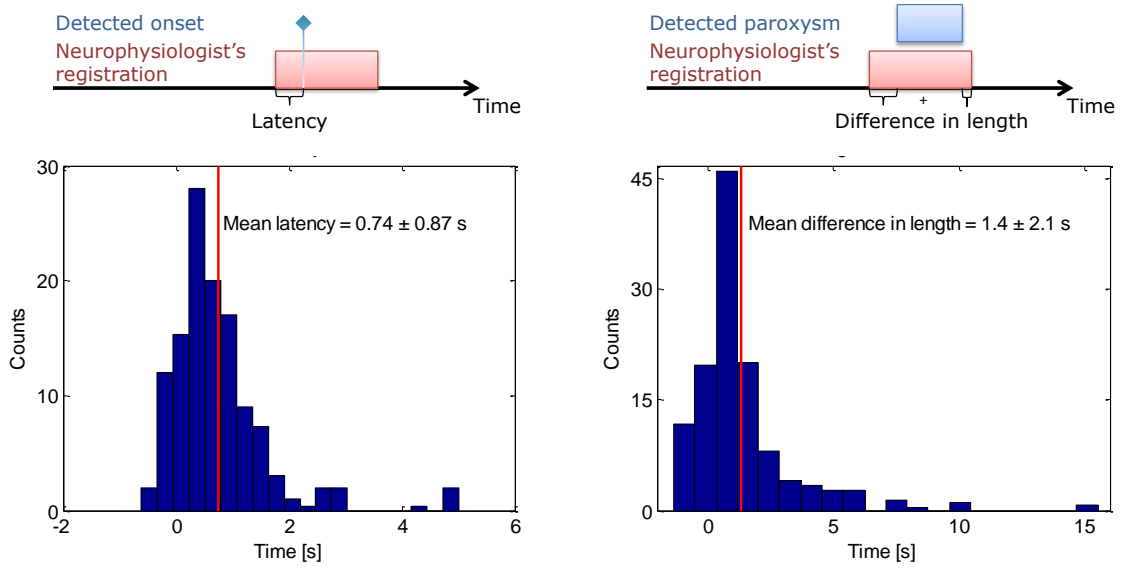 Detected onset
Neurophysiologist's
registration
Time
Latency
Detected paroxysm
Neurophysiologist's
registration
+
Time
Difference in length
30
20
10
0
Counts
Mean latency = 0.74 ± 0.87 s
-2
0
2
4
6
Time [s]
45
30
15
0
Counts
Mean difference in length = 1.4 ± 2.1 s
0
5
10
15
Time [s]